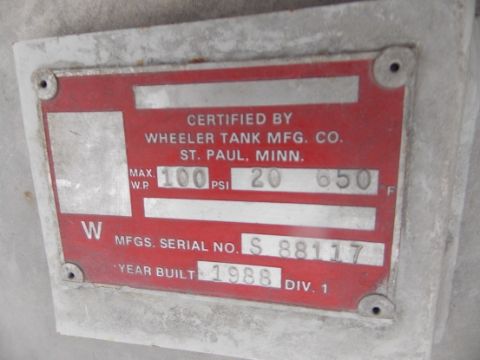 CERTIFIED BY
WHEELER TANK MFG. CO.
ST. PAUL, MINN.
MAX. W.P. 100 PSI 20 650 F
W
MFGS. SERIAL NO. S 88117
YEAR BUILT 1988 DIV. 1